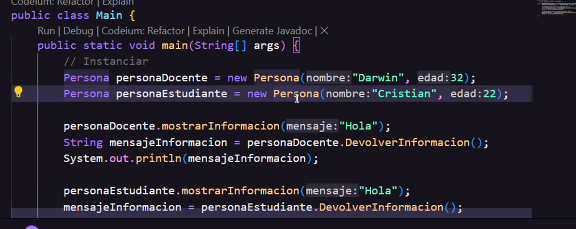 Codeium: Refactor | Explain
public class Main {
Run | Debug | Codeium: Refactor | Explain | Generate Javadoc | ×
public static void main(String[] args) {
// Instanciar
Persona personaDocente = new Persona(nombre:"Darwin", edad:32);
Persona personaEstudiante = new Persona(nombre:"Cristian", edad:22);
personaDocente.mostrarInformacion(mensaje:"Hola");
String mensajeInformacion = personaDocente.DevolverInformacion();
System.out.println(mensajeInformacion);
personaEstudiante.mostrarInformacion(mensaje:"Hola");
mensajeInformacion = personaEstudiante.DevolverInformacion();